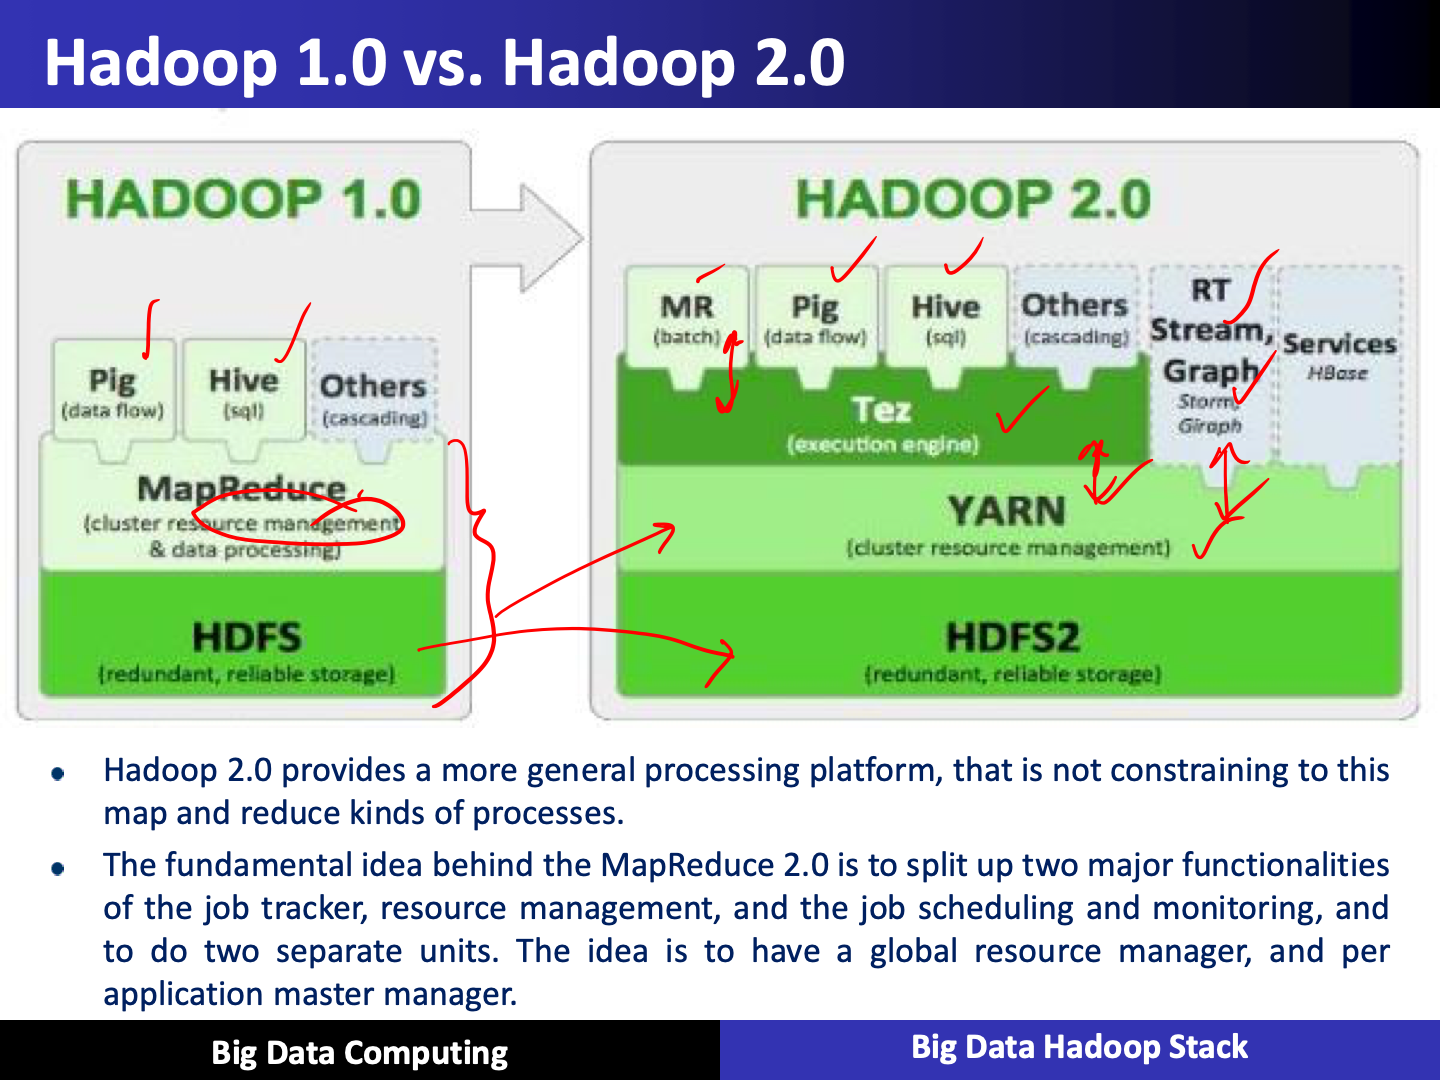 Hadoop 1.0 vs. Hadoop 2.0
HADOOP 1.0
Pig
(data flow)
Hive
(sql)
Others
(cascading)
MapReduce
(cluster resource management
& data processing)
HDFS
(redundant, reliable storage)
HADOOP 2.0
MR
(batch)
Pig
(data flow)
Hive
(sql)
Others
(cascading)
RT
Stream,
Graph
Storm,
Giraph
Services
HBase
Tez
(execution engine)
YARN
(cluster resource management)
HDFS2
(redundant, reliable storage)
Hadoop 2.0 provides a more general processing platform, that is not constraining to this
map and reduce kinds of processes.
The fundamental idea behind the MapReduce 2.0 is to split up two major functionalities
of the job tracker, resource management, and the job scheduling and monitoring, and
to do two separate units. The idea is to have a global resource manager, and per
application master manager.
Big Data Computing
Big Data Hadoop Stack